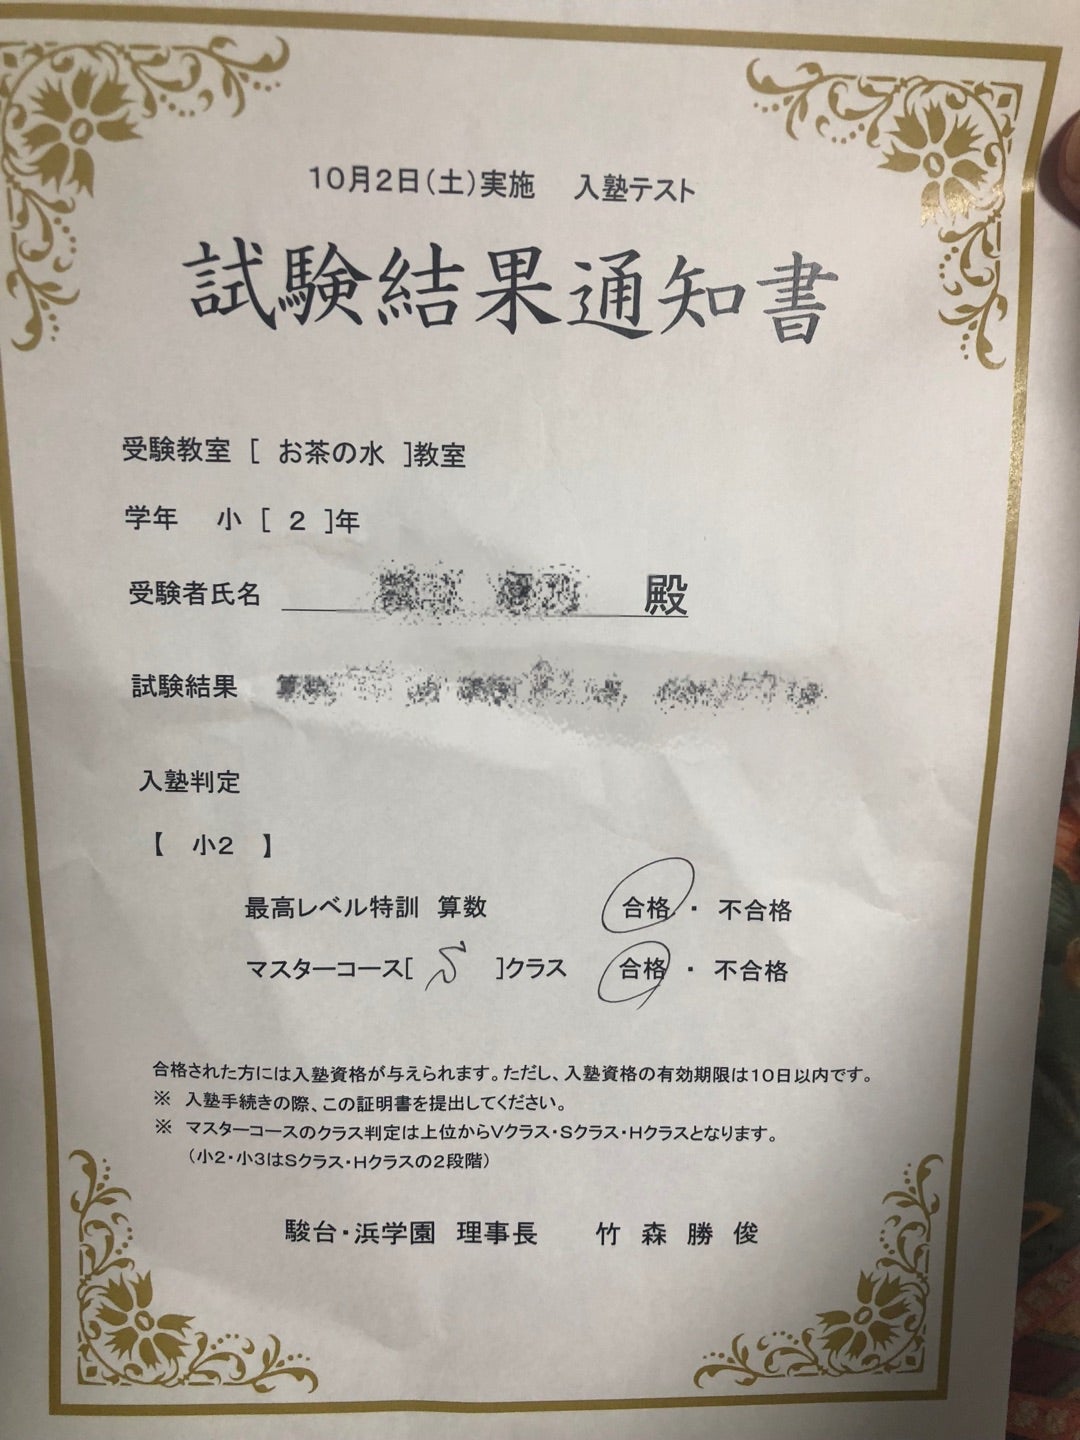 10月2日(土)実施　入塾テスト
試験結果通知書
受験教室 [ お茶の水 ]教室
学年　小 [ 2 ]年
受験者氏名　殿
試験結果
入塾判定
【 小2 】
最高レベル特訓 算数　合格 ・ 不合格
マスターコース[ S ]クラス　合格 ・ 不合格
合格された方には入塾資格が与えられます。ただし、入塾資格の有効期限は10日以内です。
※ 入塾手続きの際、この証明書を提出してください。
※ マスターコースのクラス判定は上位からVクラス・Sクラス・Hクラスとなります。
（小2・小3はSクラス・Hクラスの2段階）
駿台・浜学園 理事長　竹森勝俊